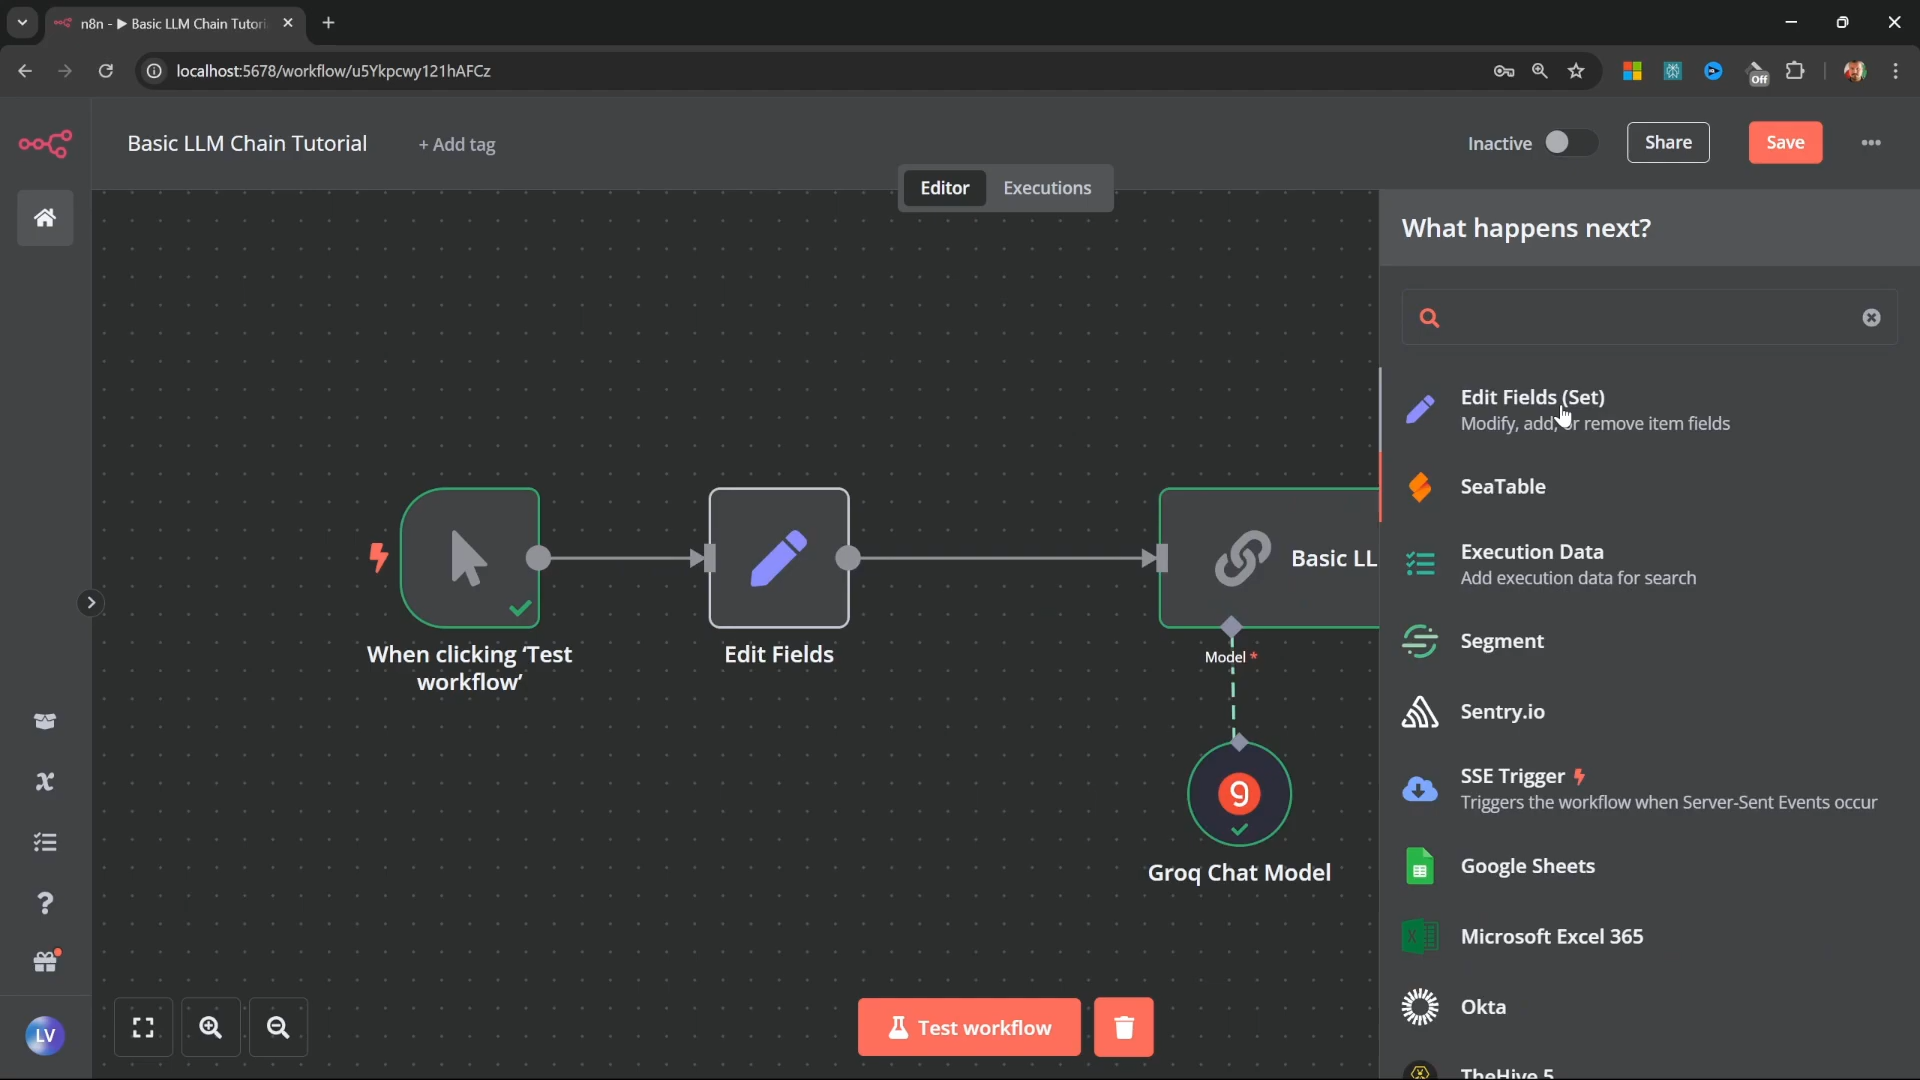 n8n - ▶ Basic LLM Chain Tutori
localhost:5678/workflow/u5Ykpcwy121hAFCz
Off
Basic LLM Chain Tutorial
+ Add tag
Inactive
Share
Save
Editor
Executions
What happens next?
Edit Fields (Set)
Modify, add, or remove item fields
SeaTable
Execution Data
Add execution data for search
Segment
Sentry.io
SSE Trigger
Triggers the workflow when Server-Sent Events occur
Google Sheets
Microsoft Excel 365
Okta
TheHive 5
When clicking ‘Test
workflow’
Edit Fields
Basic LL
Model *
Groq Chat Model
Test workflow
LV